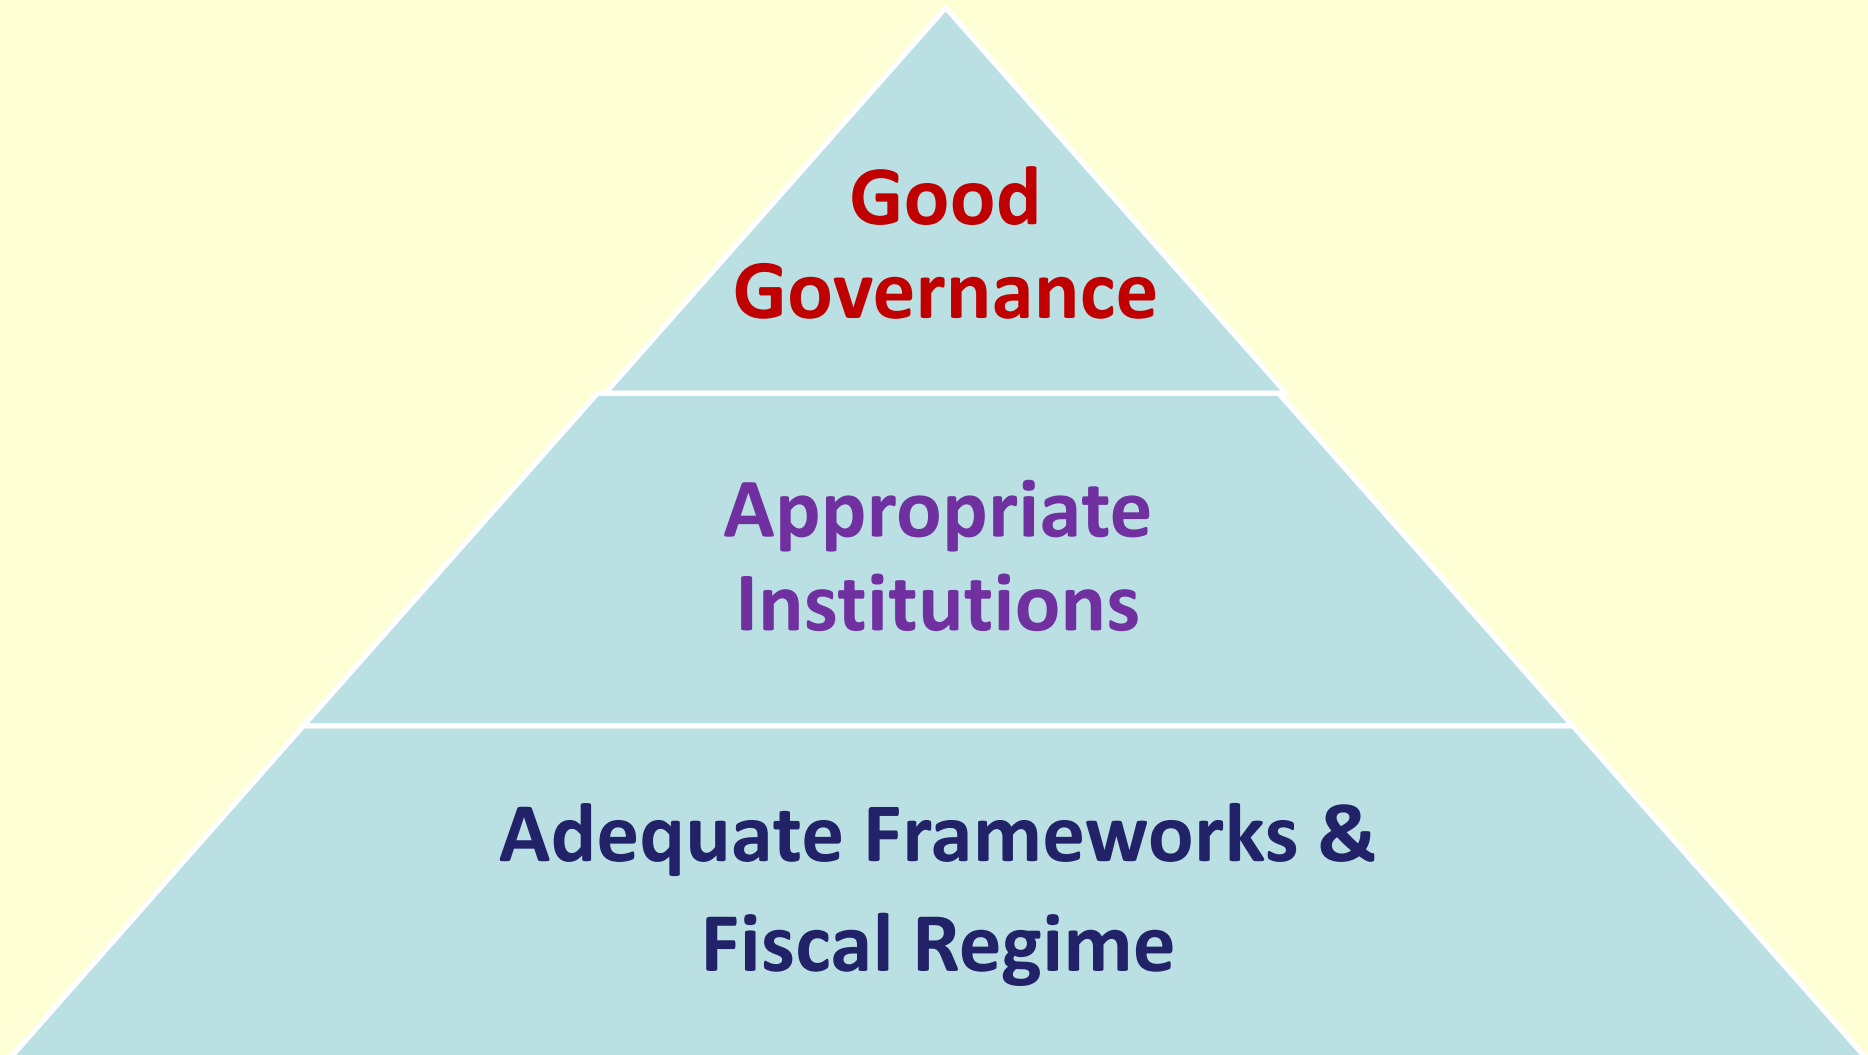 Good
Governance
Appropriate
Institutions
Adequate Frameworks &
Fiscal Regime